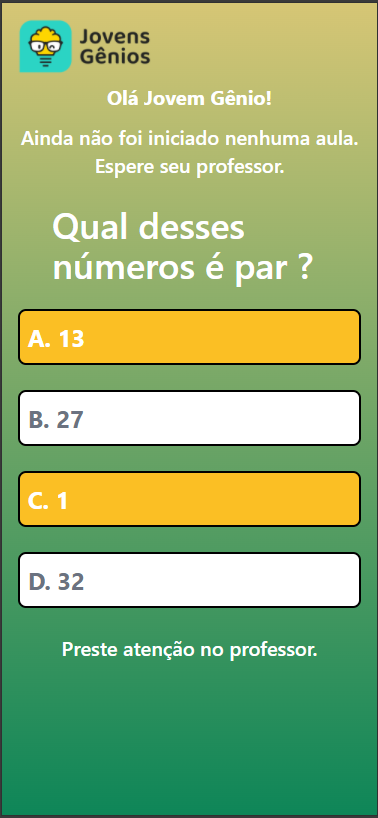 Jovens
Gênios
Olá Jovem Gênio!
Ainda não foi iniciado nenhuma aula.
Espere seu professor.
Qual desses
números é par ?
A. 13
B. 27
C. 1
D. 32
Preste atenção no professor.